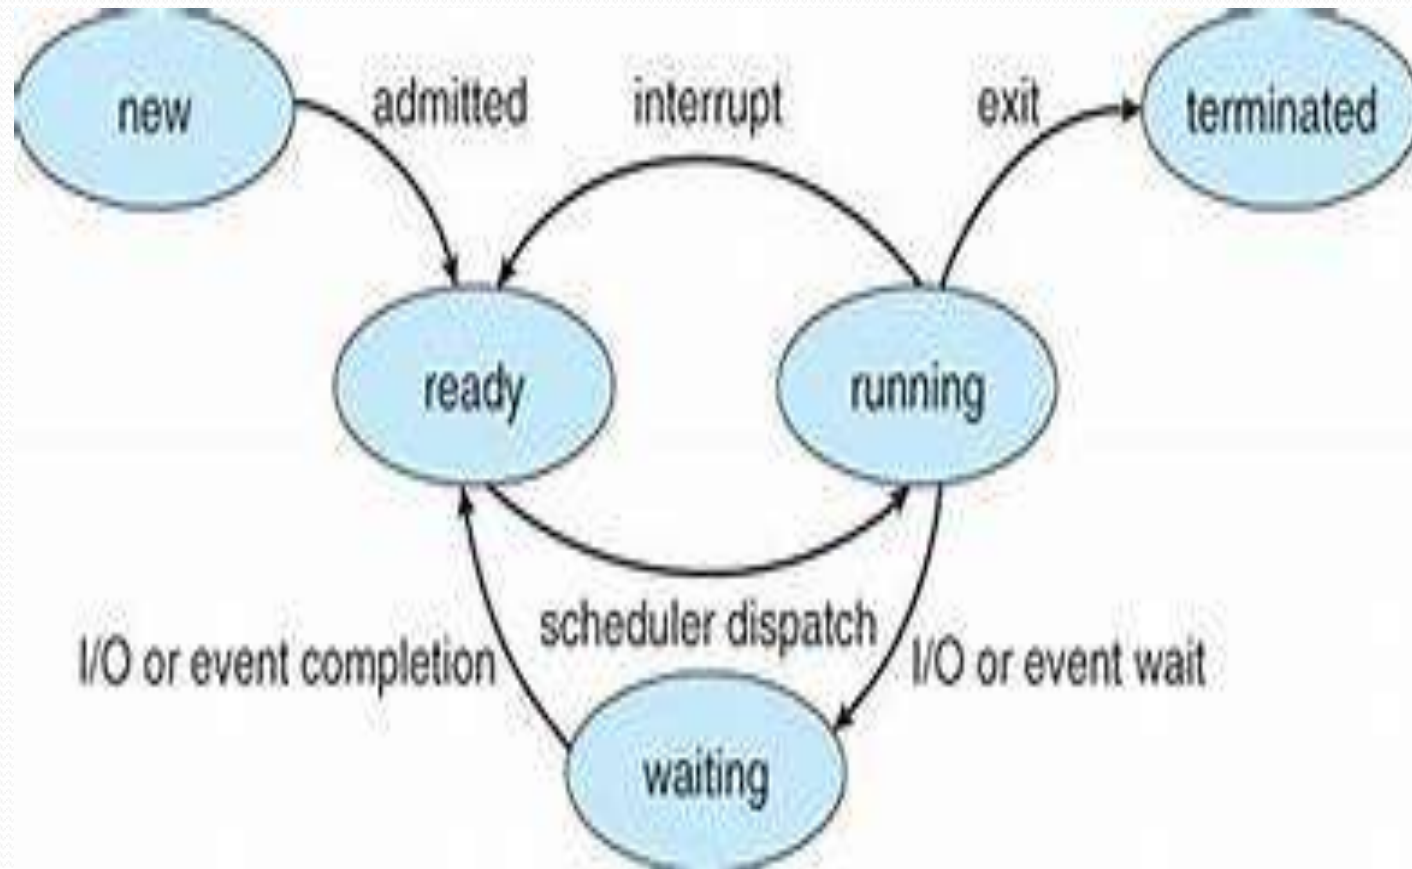 new
admitted
interrupt
exit
terminated
ready
running
scheduler dispatch
I/O or event completion
I/O or event wait
waiting